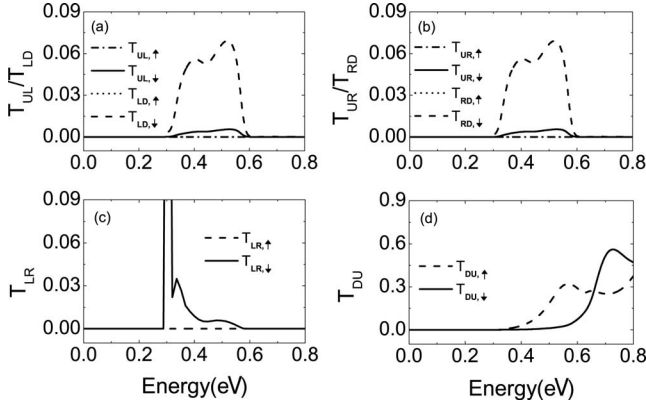 (a)
T_UL/T_LD
0.09
0.06
0.03
0.00
T_UL,↑
T_UL,↓
T_LD,↑
T_LD,↓
0.0 0.2 0.4 0.6 0.8
(b)
T_UR/T_RD
0.09
0.06
0.03
0.00
T_UR,↑
T_UR,↓
T_RD,↑
T_RD,↓
0.0 0.2 0.4 0.6 0.8
(c)
T_LR
0.09
0.06
0.03
0.00
T_LR,↑
T_LR,↓
0.0 0.2 0.4 0.6 0.8
Energy(eV)
(d)
T_DU
0.9
0.6
0.3
0.0
T_DU,↑
T_DU,↓
0.0 0.2 0.4 0.6 0.8
Energy(eV)